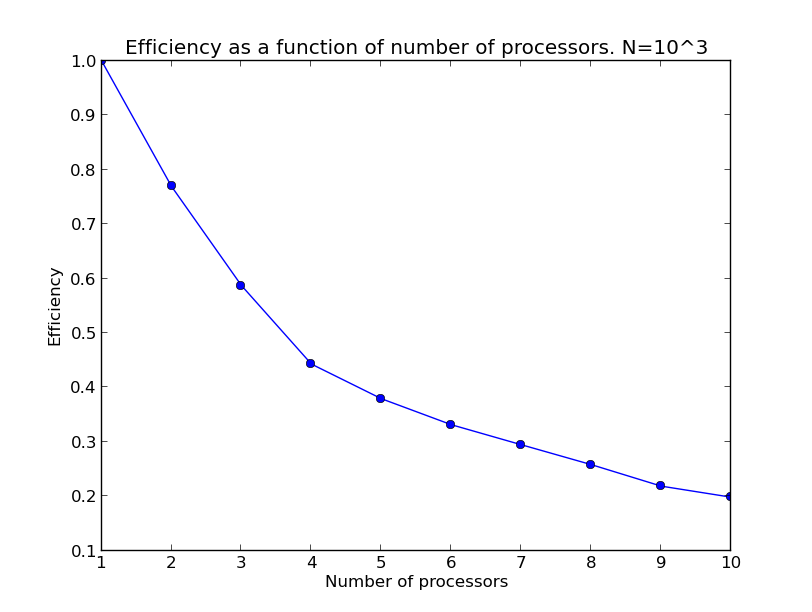 Efficiency as a function of number of processors. N=10^3
1.0
0.9
0.8
0.7
0.6
0.5
0.4
0.3
0.2
0.1
Efficiency
1 2 3 4 5 6 7 8 9 10
Number of processors